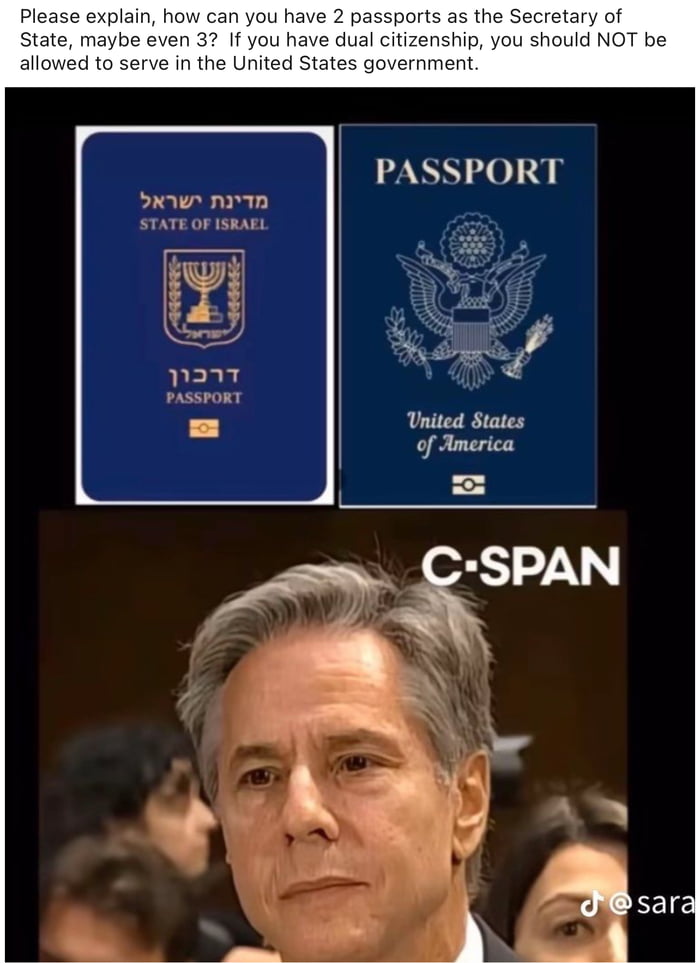 Please explain, how can you have 2 passports as the Secretary of
State, maybe even 3?  If you have dual citizenship, you should NOT be
allowed to serve in the United States government.
מדינת ישראל
STATE OF ISRAEL
ישראל
דרכון
PASSPORT
PASSPORT
United States
of America
C-SPAN
@sara